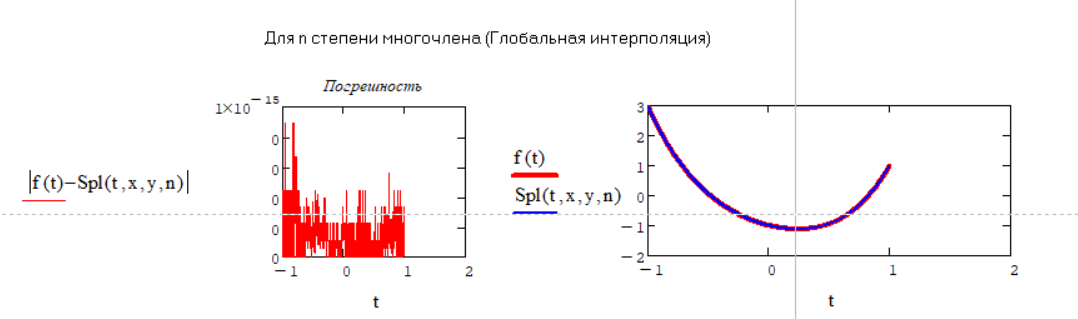 Для n степени многочлена (Глобальная интерполяция)
Погрешность
1×10⁻¹⁵
0
0
0
0
0
−1 0 1 2
t
|f(t)−Spl(t,x,y,n)|
f(t)
Spl(t,x,y,n)
3
2
1
0
−1
−2
−1 0 1 2
t